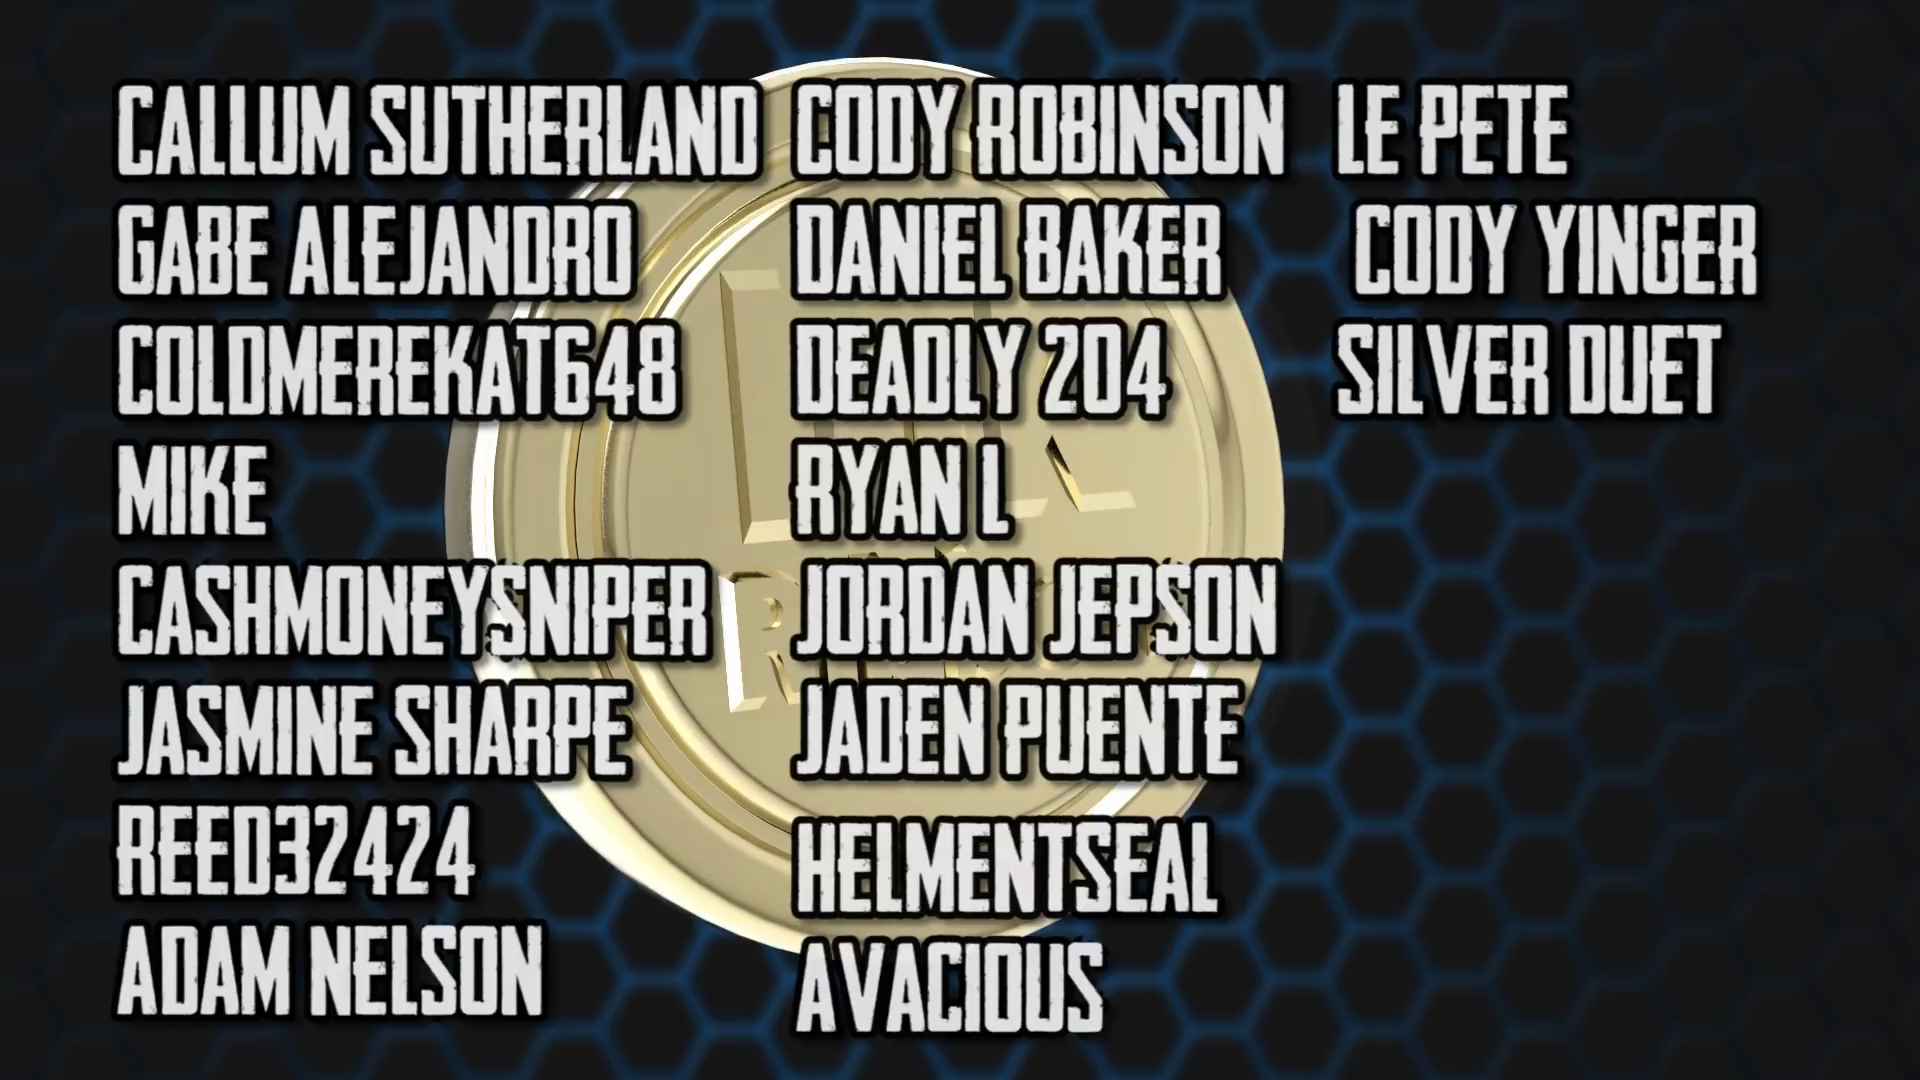 CALLUM SUTHERLAND
GABE ALEJANDRO
COLDMEREKAT648
MIKE
CASHMONEYSNIPER
JASMINE SHARPE
REED32424
ADAM NELSON
CODY ROBINSON
DANIEL BAKER
DEADLY 204
RYAN L
JORDAN JEPSON
JADEN PUENTE
HELMENTSEAL
AVACIOUS
LE PETE
CODY YINGER
SILVER DUET